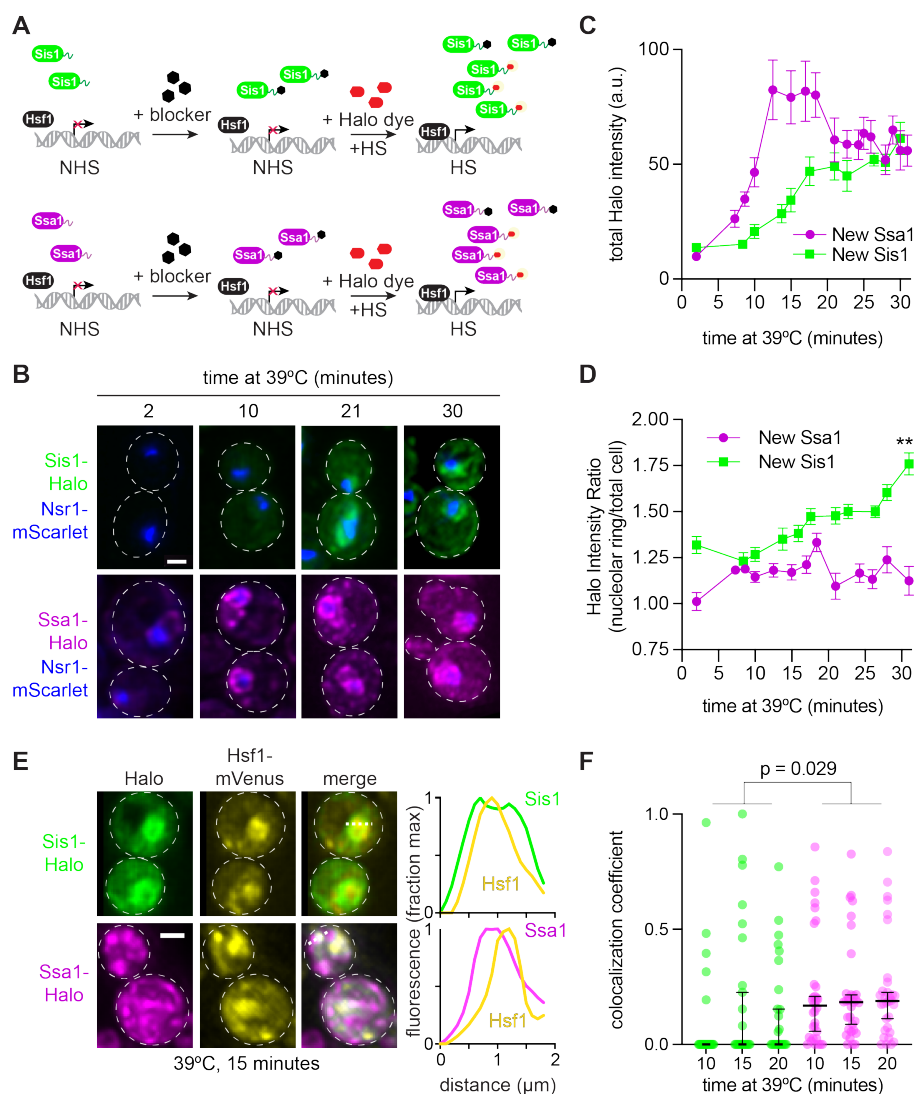 A
Sis1
Sis1
Hsf1
NHS
+ blocker
Sis1
Sis1
Hsf1
NHS
+ Halo dye
+HS
Sis1
Sis1
Sis1
Sis1
Sis1
Hsf1
HS
Ssa1
Ssa1
Hsf1
NHS
+ blocker
Ssa1
Ssa1
Hsf1
NHS
+ Halo dye
+HS
Ssa1
Ssa1
Ssa1
Ssa1
Ssa1
Hsf1
HS
B
time at 39ºC (minutes)
2 10 21 30
Sis1-
Halo
Nsr1-
mScarlet
Ssa1-
Halo
Nsr1-
mScarlet
C
total Halo intensity (a.u.)
100
50
0
New Ssa1
New Sis1
0 5 10 15 20 25 30
time at 39ºC (minutes)
D
Halo Intensity Ratio
(nucleolar ring/total cell)
2.00
1.75
1.50
1.25
1.00
0.75
New Ssa1
New Sis1
**
0 5 10 15 20 25 30
time at 39ºC (minutes)
E
Halo
Hsf1-
mVenus
merge
Sis1-
Halo
Ssa1-
Halo
39ºC, 15 minutes
fluorescence (fraction max)
1
0
Sis1
Hsf1
1
0
Ssa1
Hsf1
0 1 2
distance (µm)
F
p = 0.029
colocalization coefficient
1.0
0.5
0.0
10 15 20 10 15 20
time at 39ºC (minutes)